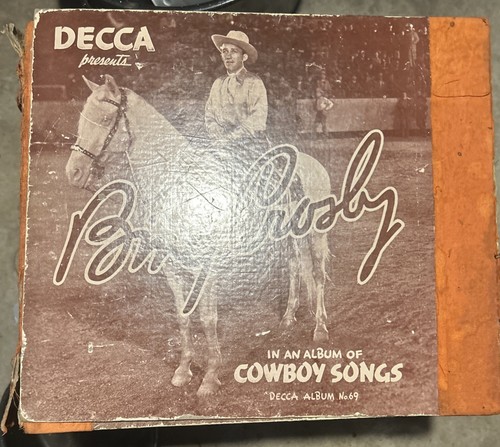 DECCA
presents
Bing Crosby
IN AN ALBUM OF
COWBOY SONGS
DECCA ALBUM No. 69